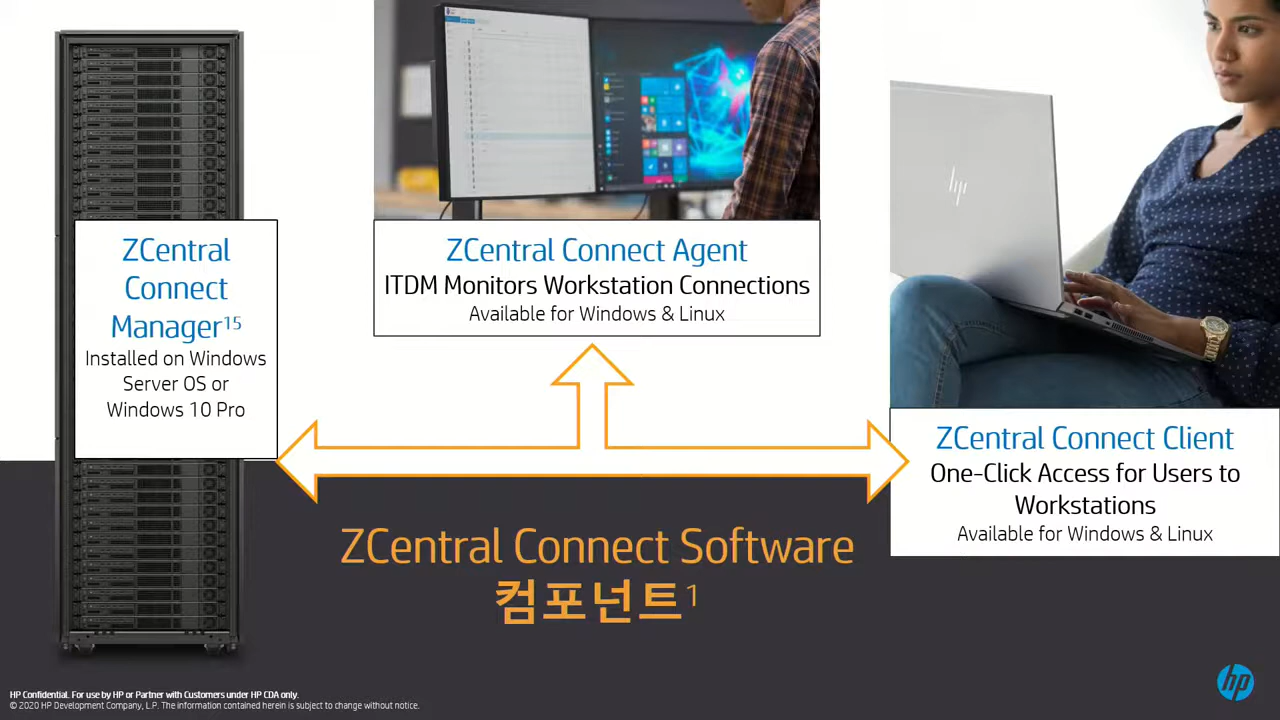 ZCentral
Connect
Manager15
Installed on Windows
Server OS or
Windows 10 Pro
ZCentral Connect Agent
ITDM Monitors Workstation Connections
Available for Windows & Linux
hp
ZCentral Connect Client
One-Click Access for Users to
Workstations
Available for Windows & Linux
ZCentral Connect Software
컴포넌트1
HP Confidential. For use by HP or Partner with Customers under HP CDA only.
© 2020 HP Development Company, L.P. The information contained herein is subject to change without notice.
hp